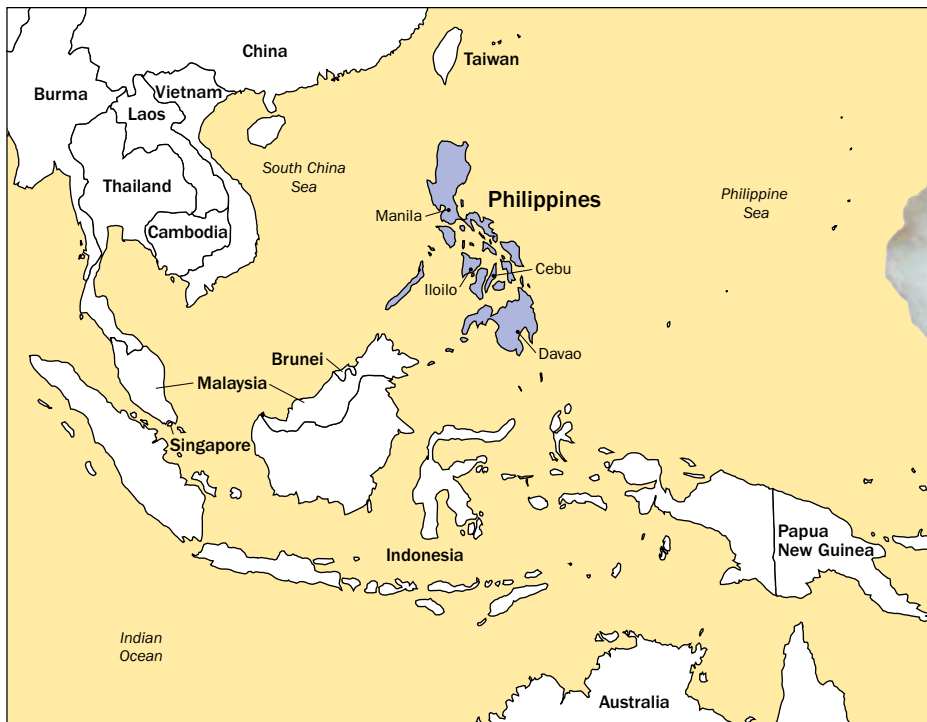 China
Taiwan
Burma
Vietnam
Laos
South China
Sea
Thailand
Philippines
Philippine
Sea
Manila
Cambodia
Cebu
Iloilo
Davao
Brunei
Malaysia
Singapore
Papua
New Guinea
Indonesia
Indian
Ocean
Australia